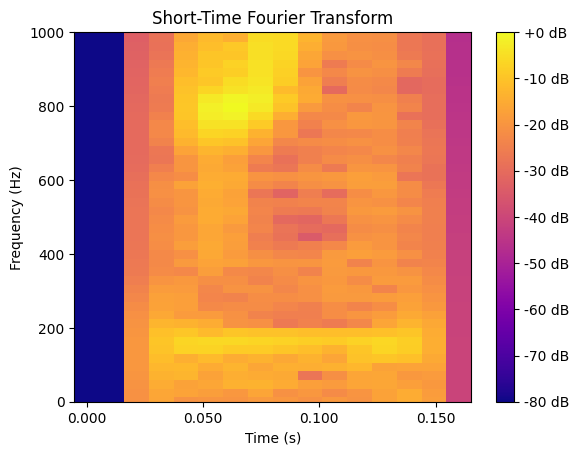 Short-Time Fourier Transform
1000
800
600
400
200
0
Frequency (Hz)
0.000
0.050
0.100
0.150
Time (s)
+0 dB
-10 dB
-20 dB
-30 dB
-40 dB
-50 dB
-60 dB
-70 dB
-80 dB